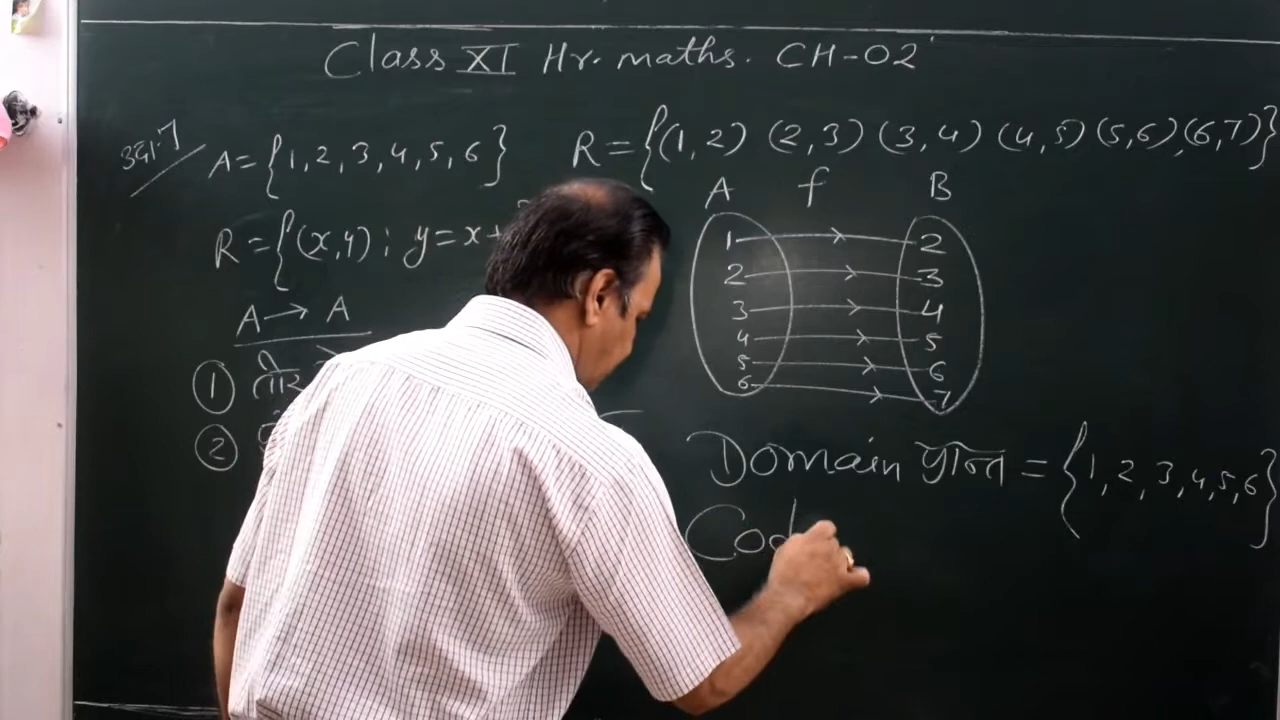 Class XI Hr. maths. CH-02
उदा.7 A={1,2,3,4,5,6}
R={(1,2) (2,3) (3,4) (4,5) (5,6),(6,7)}
R={(x,y); y=x+
A→A
①
②
A f B
1 2
2 3
3 4
4 5
5 6
6 7
Domain प्रान्त = {1,2,3,4,5,6}
Cod